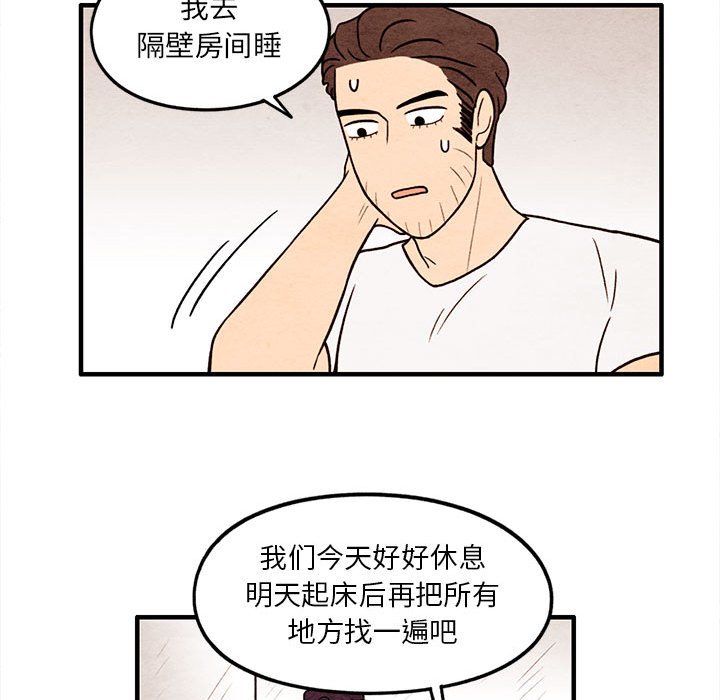 我去
隔壁房间睡
我们今天好好休息
明天起床后再把所有
地方找一遍吧